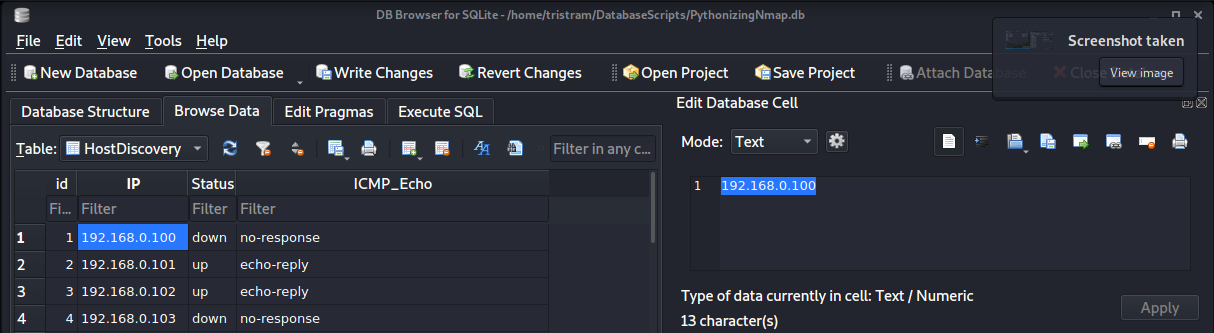 DB Browser for SQLite - /home/tristram/DatabaseScripts/PythonizingNmap.db
File Edit View Tools Help
Screenshot taken
View image
New Database Open Database Write Changes Revert Changes Open Project Save Project Attach Database Close
Database Structure Browse Data Edit Pragmas Execute SQL
Edit Database Cell
Table: HostDiscovery Filter in any c...
Mode: Text
id IP Status ICMP_Echo
Fi... Filter Filter Filter
1 1 192.168.0.100 down no-response
2 2 192.168.0.101 up echo-reply
3 3 192.168.0.102 up echo-reply
4 4 192.168.0.103 down no-response
1 192.168.0.100
Type of data currently in cell: Text / Numeric
13 character(s)
Apply